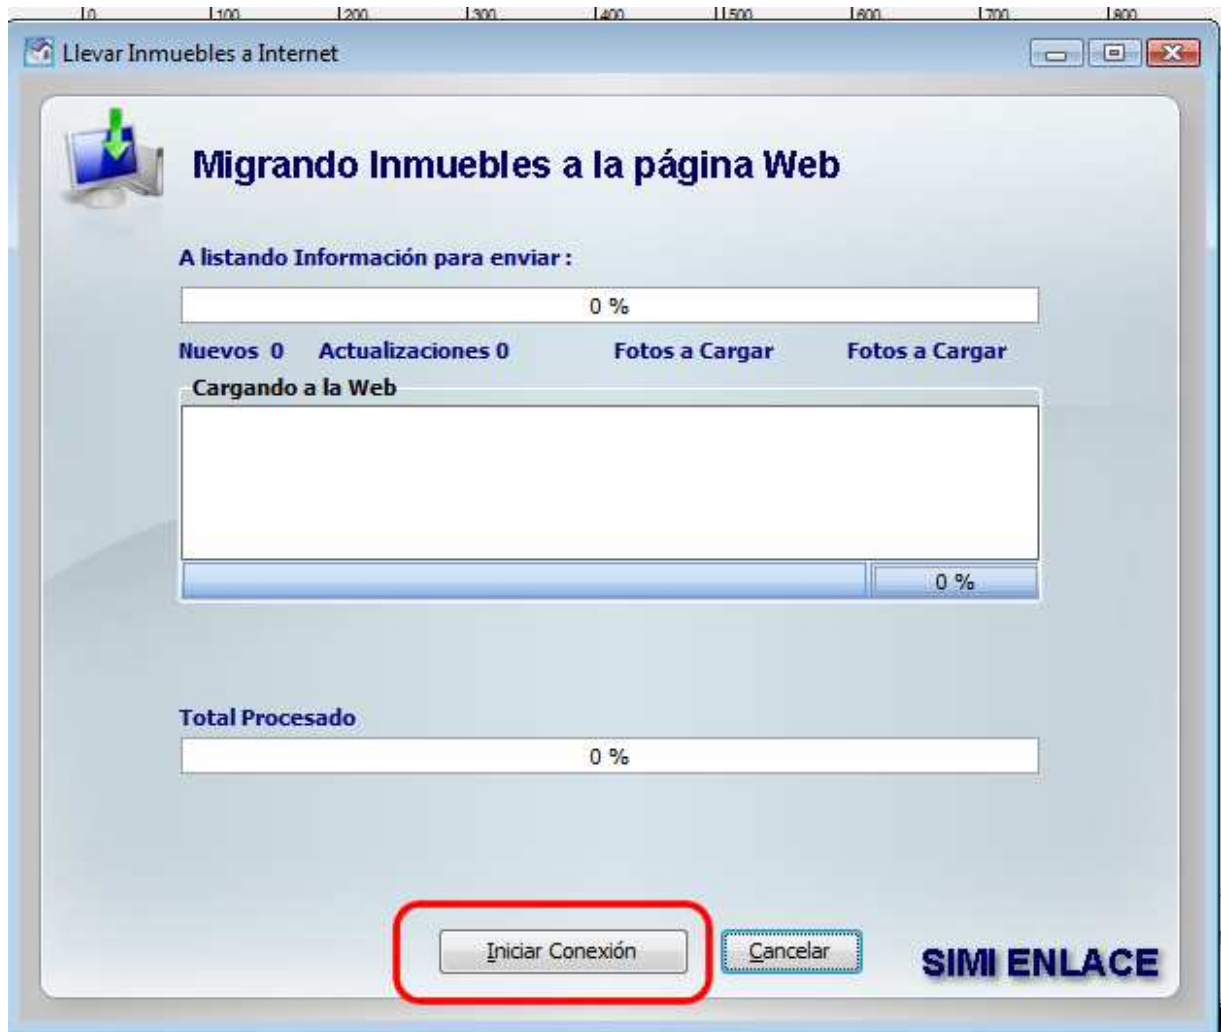 0 100 200 300 400 500 600 700 800
Llevar Inmuebles a Internet
Migrando Inmuebles a la página Web
A listando Información para enviar :
0 %
Nuevos 0 Actualizaciones 0 Fotos a Cargar Fotos a Cargar
Cargando a la Web
0 %
Total Procesado
0 %
Iniciar Conexión Cancelar SIMI ENLACE